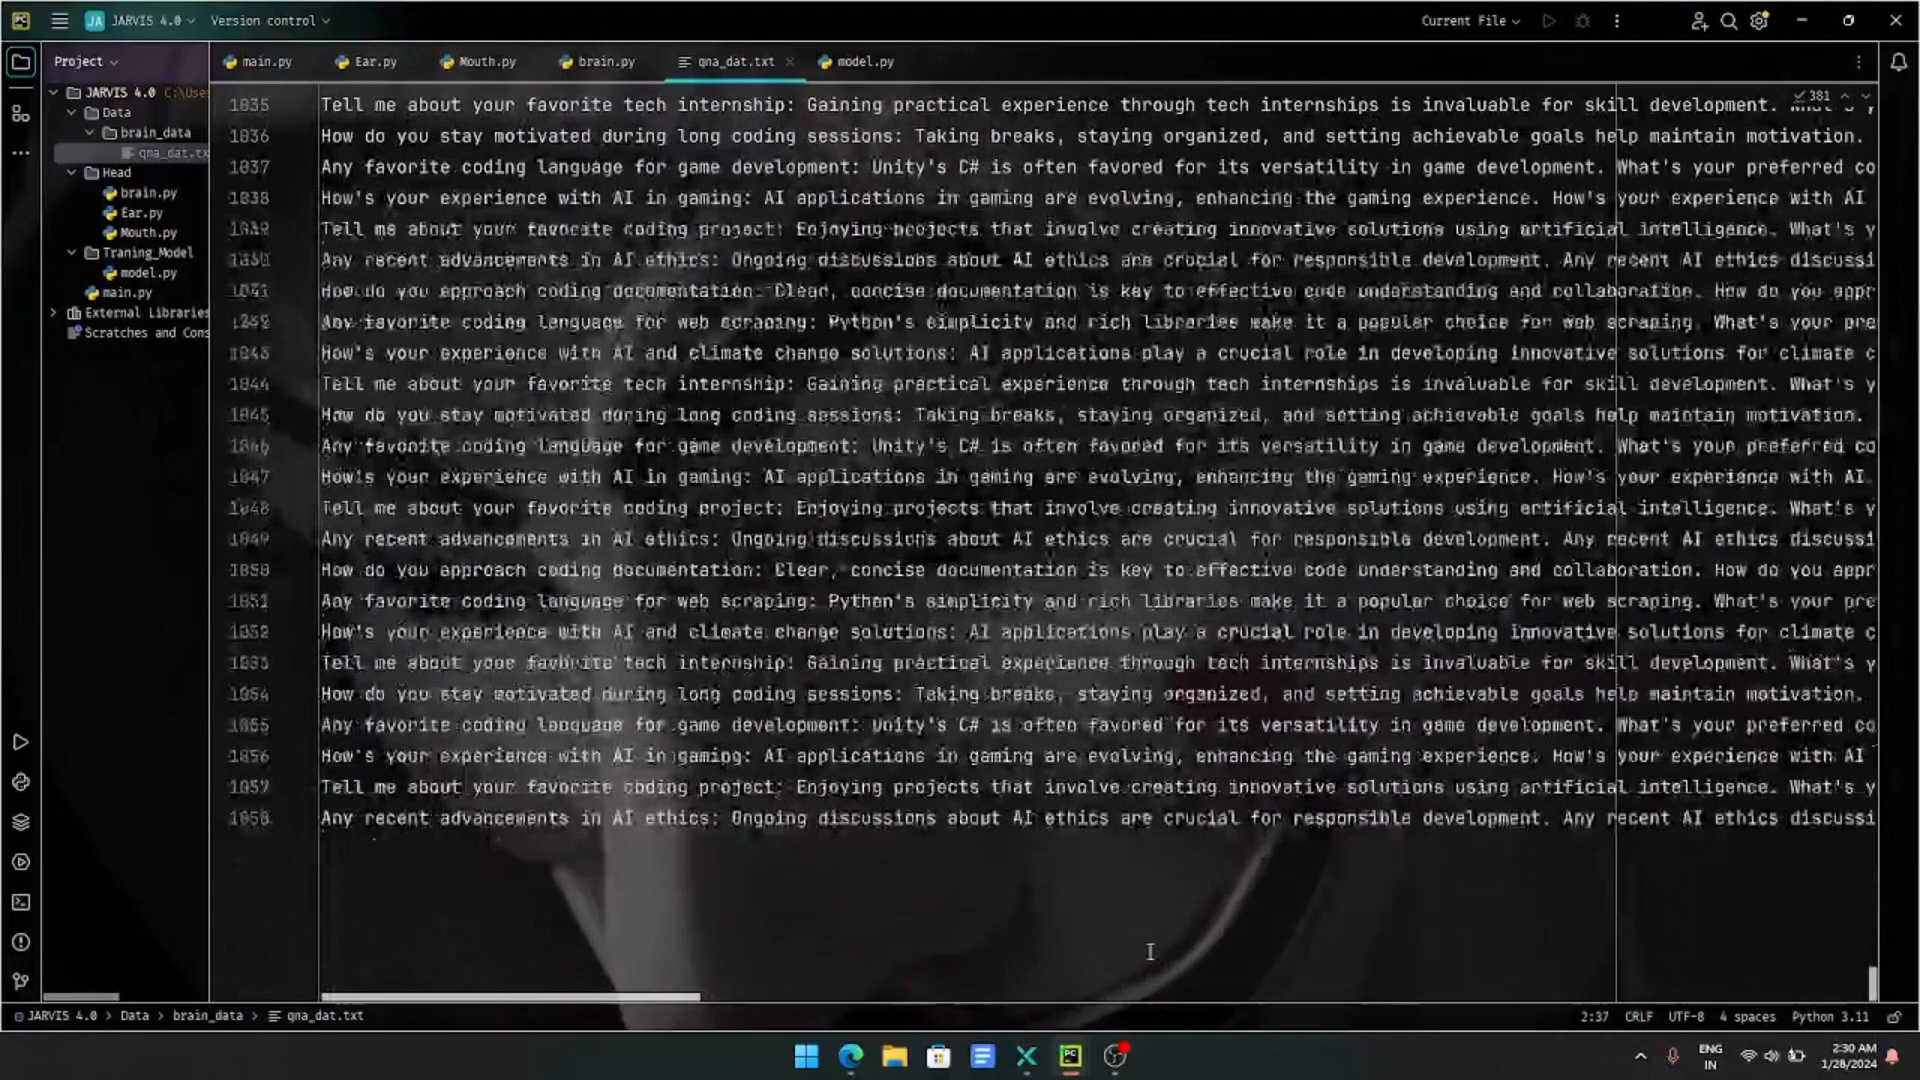 JARVIS 4.0
Version control
Current File
Project
main.py
Ear.py
Mouth.py
brain.py
qna_dat.txt
model.py
JARVIS 4.0 C:\Use
Data
brain_data
qna_dat.tx
Head
brain.py
Ear.py
Mouth.py
Traning_Model
model.py
main.py
External Libraries
Scratches and Cons
381
1035 Tell me about your favorite tech internship: Gaining practical experience through tech internships is invaluable for skill development. What's y
1036 How do you stay motivated during long coding sessions: Taking breaks, staying organized, and setting achievable goals help maintain motivation.
1037 Any favorite coding language for game development: Unity's C# is often favored for its versatility in game development. What's your preferred co
1038 How's your experience with AI in gaming: AI applications in gaming are evolving, enhancing the gaming experience. How's your experience with AI
Tell me about your favorite coding project: Enjoying projects that involve creating innovative solutions using artificial intelligence. What's y
Any recent advancements in AI ethics: Ongoing discussions about AI ethics are crucial for responsible development. Any recent AI ethics discussi
How do you approach coding documentation: Clear, concise documentation is key to effective code understanding and collaboration. How do you appr
Any favorite coding language for web scraping: Python's simplicity and rich libraries make it a popular choice for web scraping. What's your pre
How's your experience with AI and climate change solutions: AI applications play a crucial role in developing innovative solutions for climate c
1044 Tell me about your favorite tech internship: Gaining practical experience through tech internships is invaluable for skill development. What's y
1045 How do you stay motivated during long coding sessions: Taking breaks, staying organized, and setting achievable goals help maintain motivation.
1046 Any favorite coding language for game development: Unity's C# is often favored for its versatility in game development. What's your preferred co
1047 How's your experience with AI in gaming: AI applications in gaming are evolving, enhancing the gaming experience. How's your experience with AI
1048 Tell me about your favorite coding project: Enjoying projects that involve creating innovative solutions using artificial intelligence. What's y
1049 Any recent advancements in AI ethics: Ongoing discussions about AI ethics are crucial for responsible development. Any recent AI ethics discussi
1050 How do you approach coding documentation: Clear, concise documentation is key to effective code understanding and collaboration. How do you appr
1051 Any favorite coding language for web scraping: Python's simplicity and rich libraries make it a popular choice for web scraping. What's your pre
1052 How's your experience with AI and climate change solutions: AI applications play a crucial role in developing innovative solutions for climate c
1053 Tell me about your favorite tech internship: Gaining practical experience through tech internships is invaluable for skill development. What's y
1054 How do you stay motivated during long coding sessions: Taking breaks, staying organized, and setting achievable goals help maintain motivation.
1055 Any favorite coding language for game development: Unity's C# is often favored for its versatility in game development. What's your preferred co
1056 How's your experience with AI in gaming: AI applications in gaming are evolving, enhancing the gaming experience. How's your experience with AI
1057 Tell me about your favorite coding project: Enjoying projects that involve creating innovative solutions using artificial intelligence. What's y
1058 Any recent advancements in AI ethics: Ongoing discussions about AI ethics are crucial for responsible development. Any recent AI ethics discussi
JARVIS 4.0 > Data > brain_data > qna_dat.txt
2:37 CRLF UTF-8 4 spaces Python 3.11
ENG
IN
2:30 AM
1/28/2024